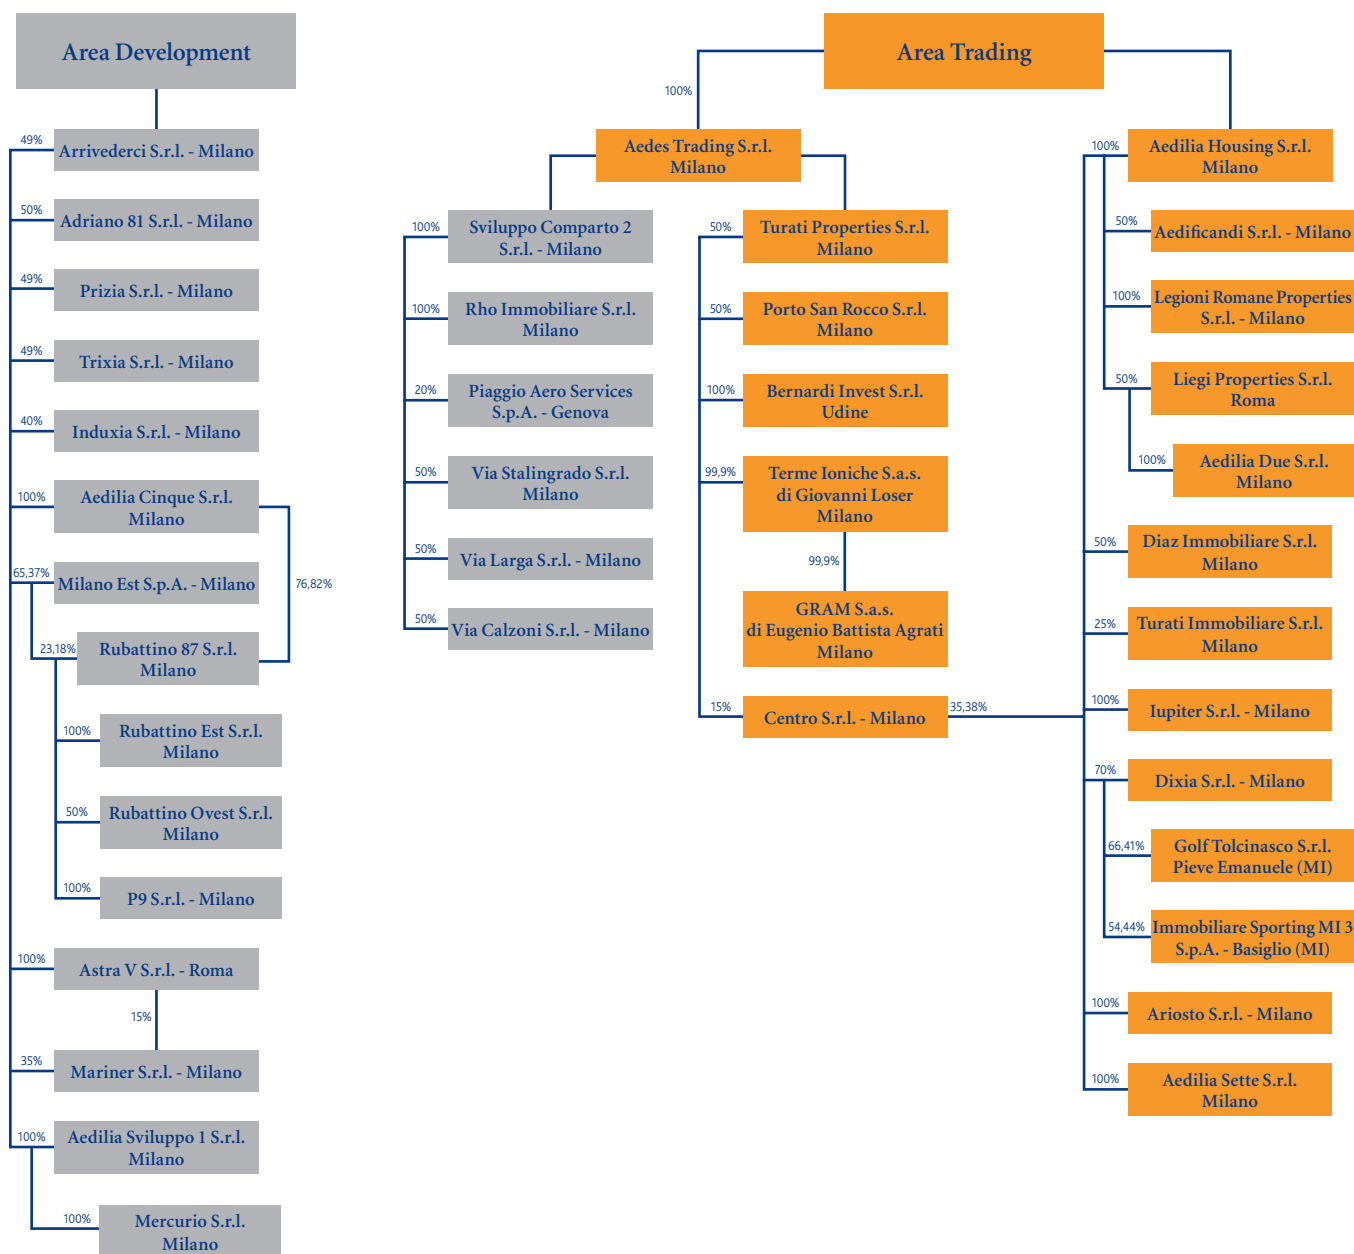 Area Development
49%
Arrivederci S.r.l. - Milano
50%
Adriano 81 S.r.l. - Milano
49%
Prizia S.r.l. - Milano
49%
Trixia S.r.l. - Milano
40%
Induxia S.r.l. - Milano
100%
Aedilia Cinque S.r.l.
Milano
76,82%
65,37%
Milano Est S.p.A. - Milano
23,18%
Rubattino 87 S.r.l.
Milano
100%
Rubattino Est S.r.l.
Milano
50%
Rubattino Ovest S.r.l.
Milano
100%
P9 S.r.l. - Milano
100%
Astra V S.r.l. - Roma
15%
35%
Mariner S.r.l. - Milano
100%
Aedilia Sviluppo 1 S.r.l.
Milano
100%
Mercurio S.r.l.
Milano
Area Trading
100%
Aedes Trading S.r.l.
Milano
100%
Sviluppo Comparto 2
S.r.l. - Milano
100%
Rho Immobiliare S.r.l.
Milano
20%
Piaggio Aero Services
S.p.A. - Genova
50%
Via Stalingrado S.r.l.
Milano
50%
Via Larga S.r.l. - Milano
50%
Via Calzoni S.r.l. - Milano
50%
Turati Properties S.r.l.
Milano
50%
Porto San Rocco S.r.l.
Milano
100%
Bernardi Invest S.r.l.
Udine
99,9%
Terme Ioniche S.a.s.
di Giovanni Loser
Milano
99,9%
GRAM S.a.s.
di Eugenio Battista Agrati
Milano
15%
Centro S.r.l. - Milano
35,38%
100%
Aedilia Housing S.r.l.
Milano
50%
Aedificandi S.r.l. - Milano
100%
Legioni Romane Properties
S.r.l. - Milano
50%
Liegi Properties S.r.l.
Roma
100%
Aedilia Due S.r.l.
Milano
50%
Diaz Immobiliare S.r.l.
Milano
25%
Turati Immobiliare S.r.l.
Milano
100%
Iupiter S.r.l. - Milano
70%
Dixia S.r.l. - Milano
66,41%
Golf Tolcinasco S.r.l.
Pieve Emanuele (MI)
54,44%
Immobiliare Sporting MI 3
S.p.A. - Basiglio (MI)
100%
Ariosto S.r.l. - Milano
100%
Aedilia Sette S.r.l.
Milano